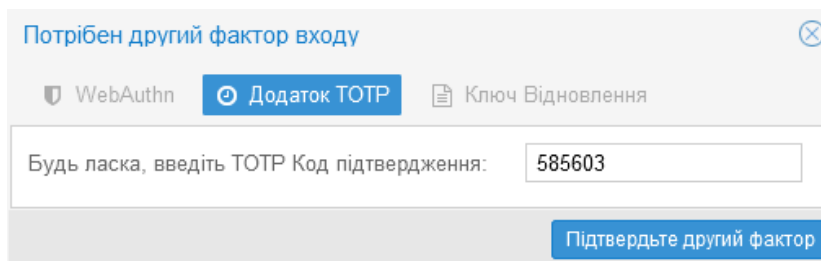 Потрібен другий фактор входу
WebAuthn Додаток TOTP Ключ Відновлення
Будь ласка, введіть TOTP Код підтвердження: 585603
Підтвердьте другий фактор